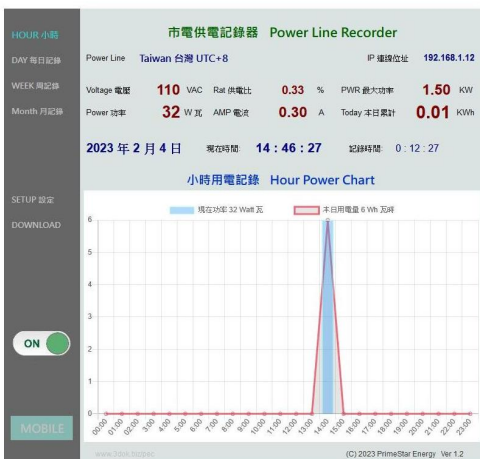 HOUR 小時
DAY 每日記錄
WEEK 周記錄
Month 月記錄
SETUP 設定
DOWNLOAD
ON
MOBILE
市電供電記錄器 Power Line Recorder
Power Line Taiwan 台灣 UTC+8 IP 連線位址 192.168.1.12
Voltage 電壓 110 VAC Rat 供電比 0.33 % PWR 最大功率 1.50 KW
Power 功率 32 W 瓦 AMP 電流 0.30 A Today 本日累計 0.01 KWh
2023 年 2 月 4 日 現在時間: 14 : 46 : 27 記錄時間: 0 : 12 : 27
小時用電記錄 Hour Power Chart
現在功率 32 Watt 瓦 本日用電量 6 Wh 瓦時
6
5
4
3
2
1
0
00:00 01:00 02:00 3:00 4:00 5:00 6:00 7:00 8:00 9:00 10:00 11:00 12:00 13:00 14:00 15:00 16:00 17:00 18:00 19:00 20:00 21:00 22:00 23:00
(C) 2023 PrimeStar Energy Ver 1.2